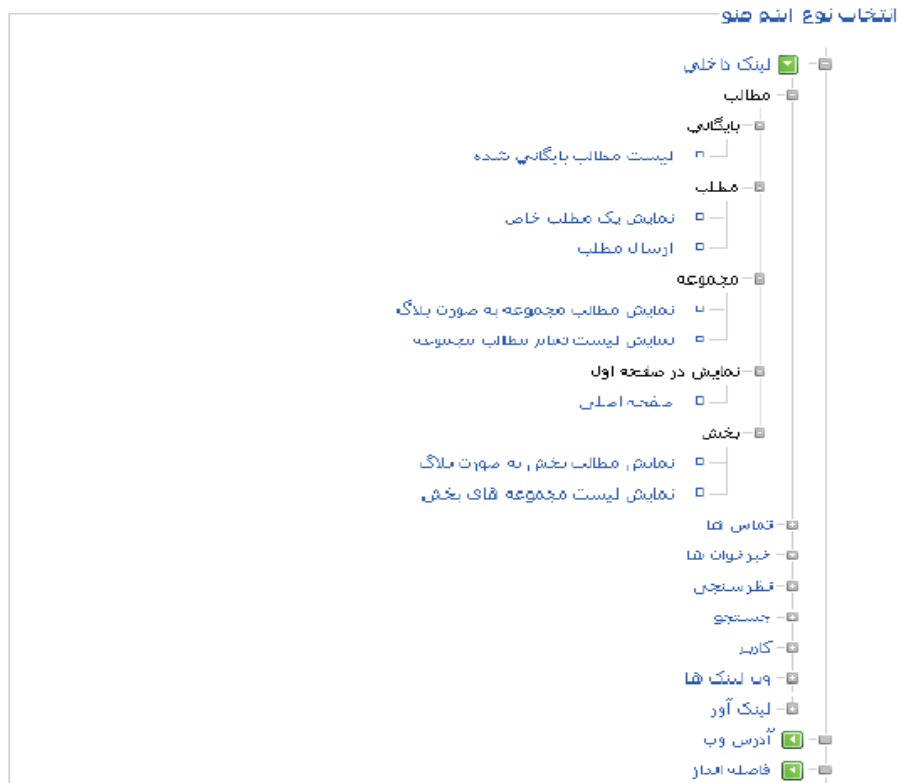 انتخاب نوع ایتم منو
لینک داخلی
مطالب
بایگانی
لیست مطالب بایگانی شده
مطلب
نمایش یک مطلب خاص
ارسال مطلب
مجموعه
نمایش مطالب مجموعه به صورت بلاگ
نمایش لیست تمام مطالب مجموعه
نمایش در صفحه اول
صفحه اصلی
بخش
نمایش مطالب بخش به صورت بلاگ
نمایش لیست مجموعه های بخش
تماس ها
خبرخوان ها
نظرسنجی
جستجو
کاربر
وب لینک ها
لینک آور
آدرس وب
فاصله انداز